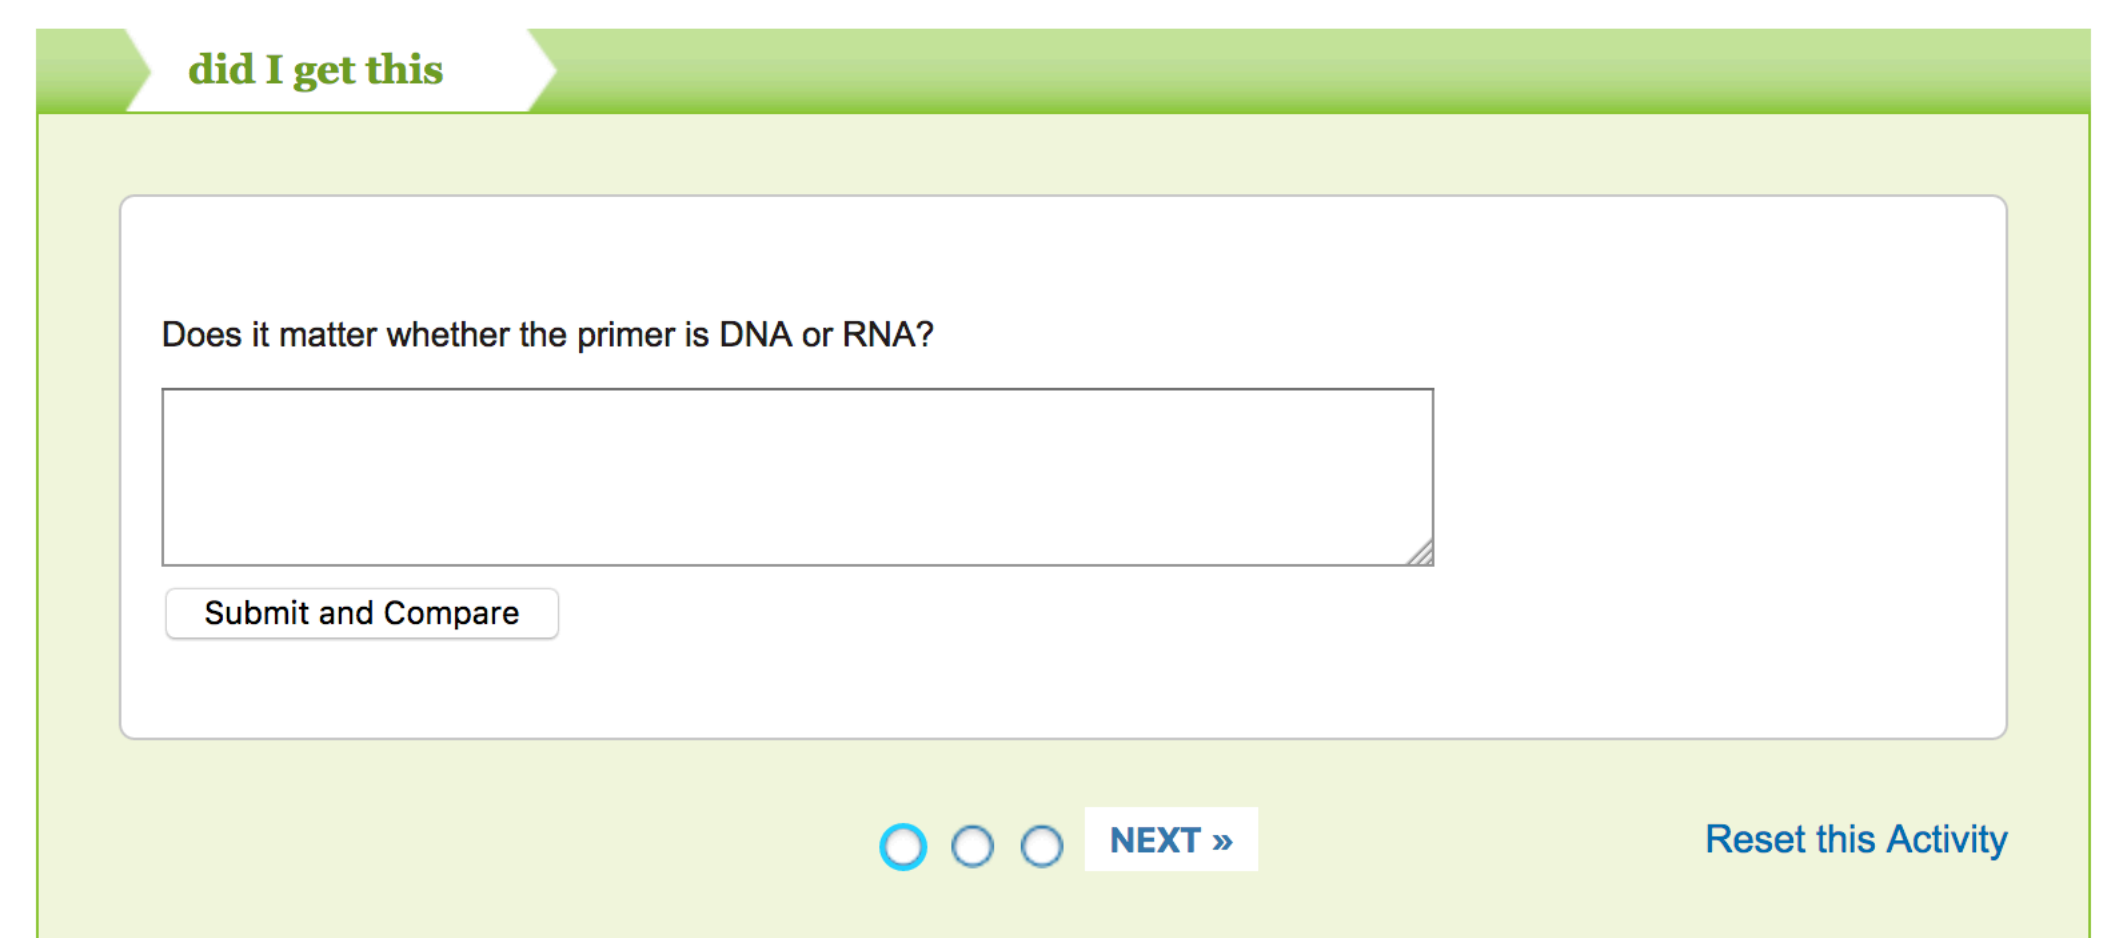 did I get this
Does it matter whether the primer is DNA or RNA?
Submit and Compare
NEXT »
Reset this Activity